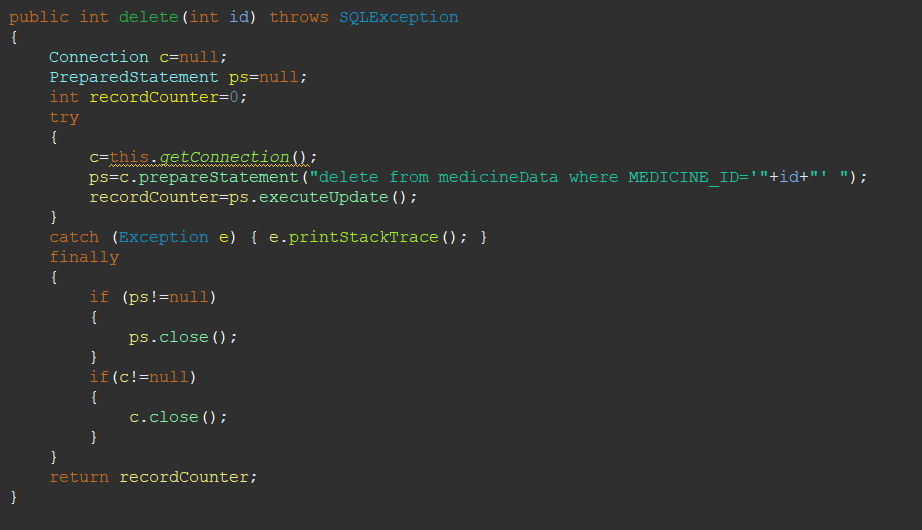 public int delete(int id) throws SQLException
{
    Connection c=null;
    PreparedStatement ps=null;
    int recordCounter=0;
    try
    {
        c=this.getConnection();
        ps=c.prepareStatement("delete from medicineData where MEDICINE_ID='"+id+"' ");
        recordCounter=ps.executeUpdate();
    }
    catch (Exception e) { e.printStackTrace(); }
    finally
    {
        if (ps!=null)
        {
            ps.close();
        }
        if(c!=null)
        {
            c.close();
        }
    }
    return recordCounter;
}